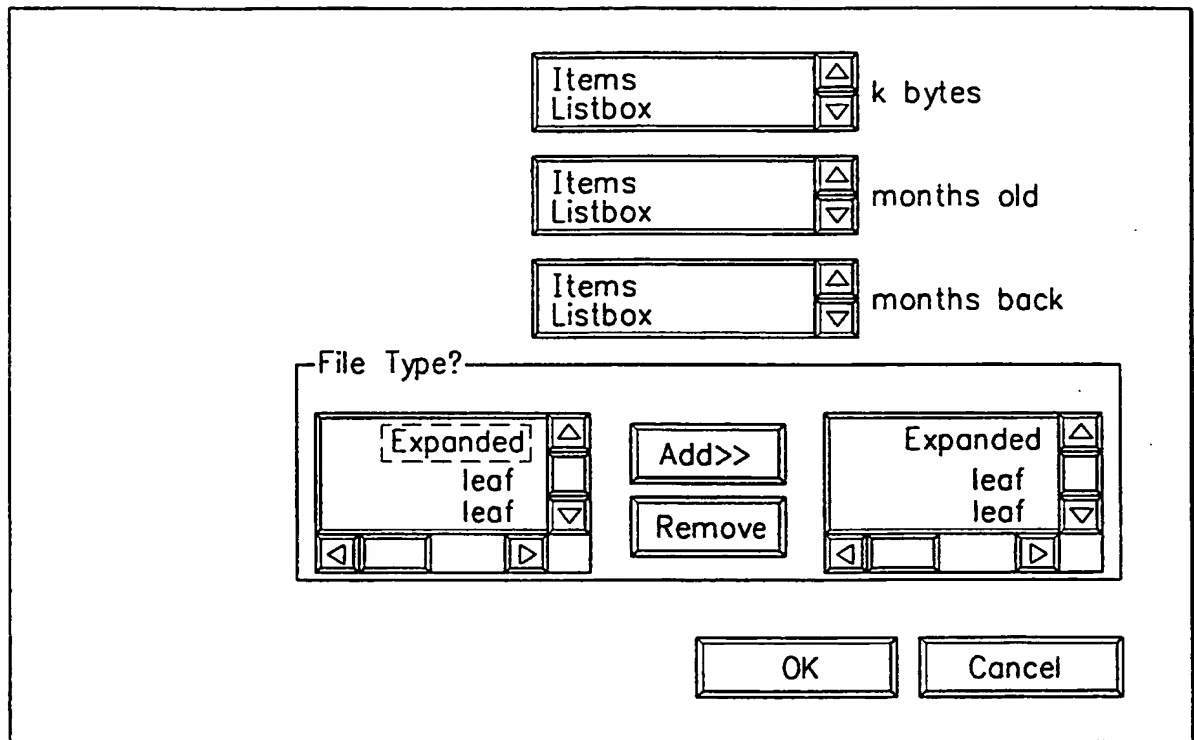 Items
Listbox
k bytes
Items
Listbox
months old
Items
Listbox
months back
File Type?
Expanded
leaf
leaf
Add>>
Remove
Expanded
leaf
leaf
OK
Cancel